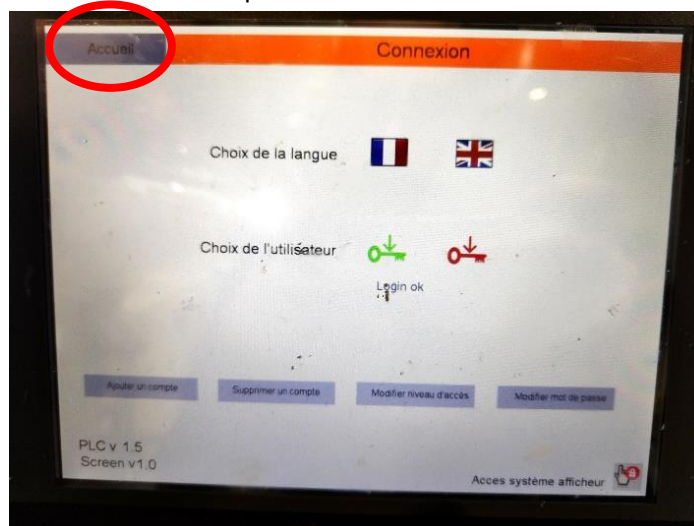 Accueil
Connexion
Choix de la langue
Choix de l'utilisateur
Login ok
Ajouter un compte
Supprimer un compte
Modifier niveau d'accès
Modifier mot de passe
PLC v 1.5
Screen v1.0
Acces système afficheur